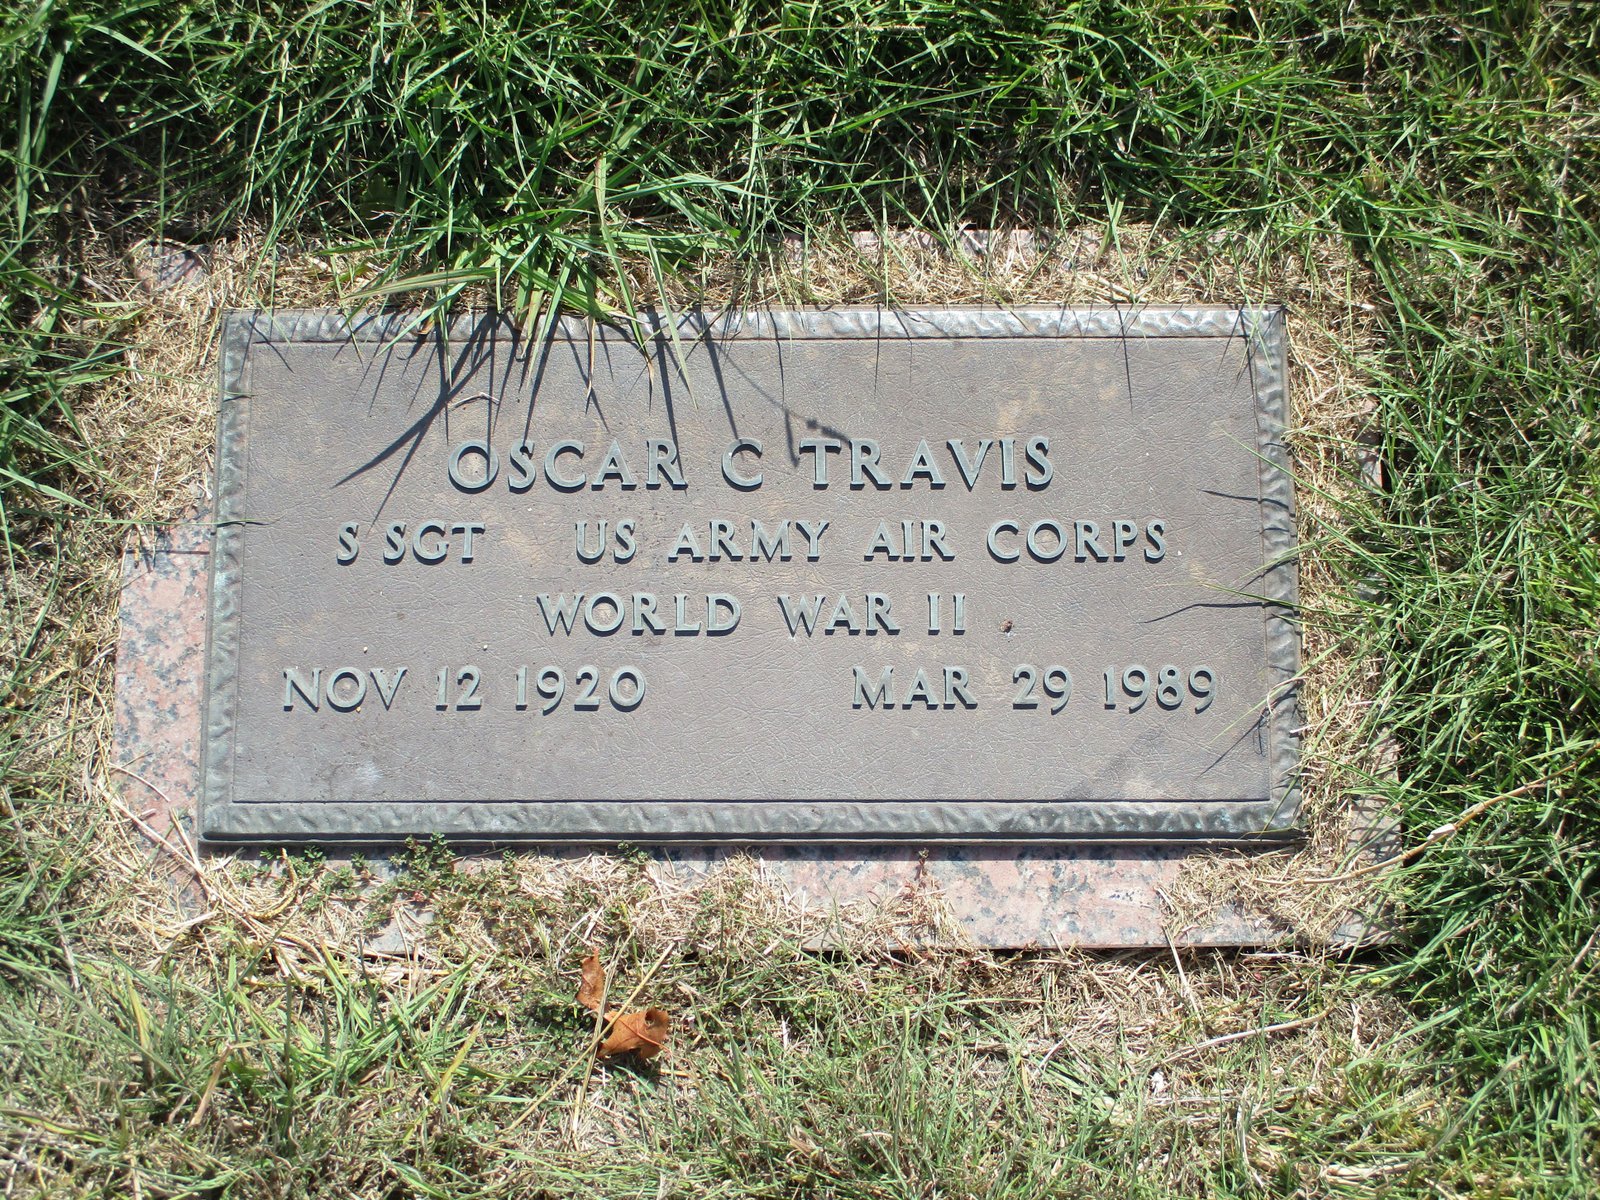 OSCAR C TRAVIS
S SGT US ARMY AIR CORPS
WORLD WAR II
NOV 12 1920 MAR 29 1989